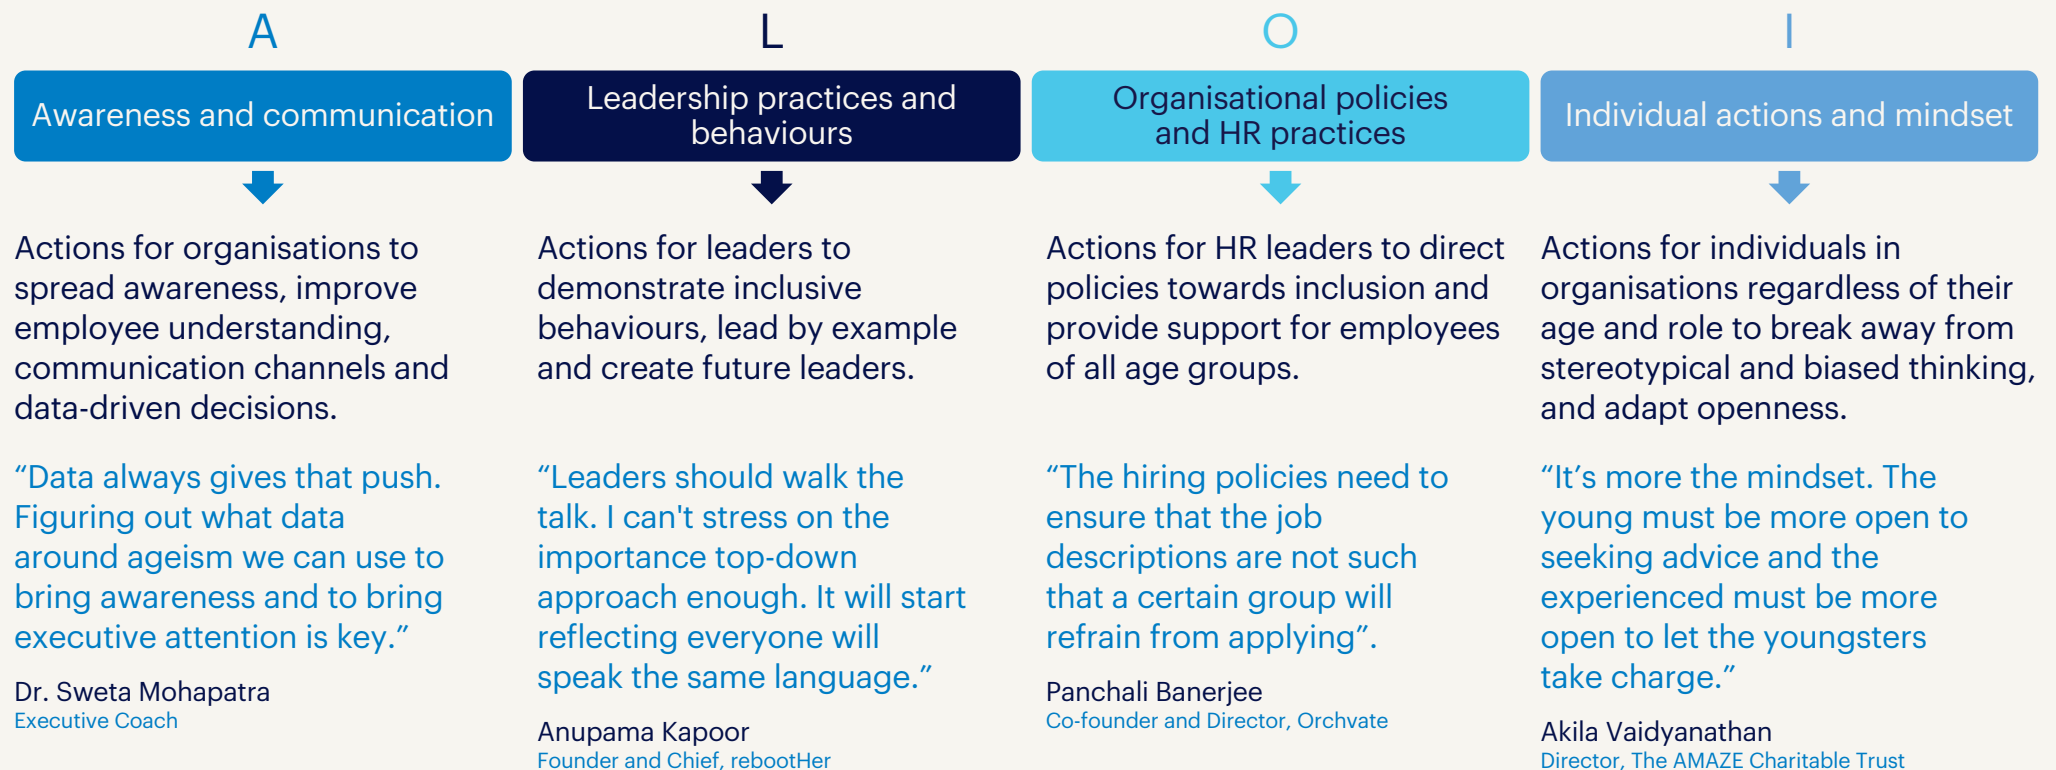 A
Awareness and communication
Actions for organisations to
spread awareness, improve
employee understanding,
communication channels and
data-driven decisions.
“Data always gives that push.
Figuring out what data
around ageism we can use to
bring awareness and to bring
executive attention is key.”
Dr. Sweta Mohapatra
Executive Coach
L
Leadership practices and
behaviours
Actions for leaders to
demonstrate inclusive
behaviours, lead by example
and create future leaders.
“Leaders should walk the
talk. I can't stress on the
importance top-down
approach enough. It will start
reflecting everyone will
speak the same language.”
Anupama Kapoor
Founder and Chief, rebootHer
O
Organisational policies
and HR practices
Actions for HR leaders to direct
policies towards inclusion and
provide support for employees
of all age groups.
“The hiring policies need to
ensure that the job
descriptions are not such
that a certain group will
refrain from applying”.
Panchali Banerjee
Co-founder and Director, Orchvate
I
Individual actions and mindset
Actions for individuals in
organisations regardless of their
age and role to break away from
stereotypical and biased thinking,
and adapt openness.
“It’s more the mindset. The
young must be more open to
seeking advice and the
experienced must be more
open to let the youngsters
take charge.”
Akila Vaidyanathan
Director, The AMAZE Charitable Trust